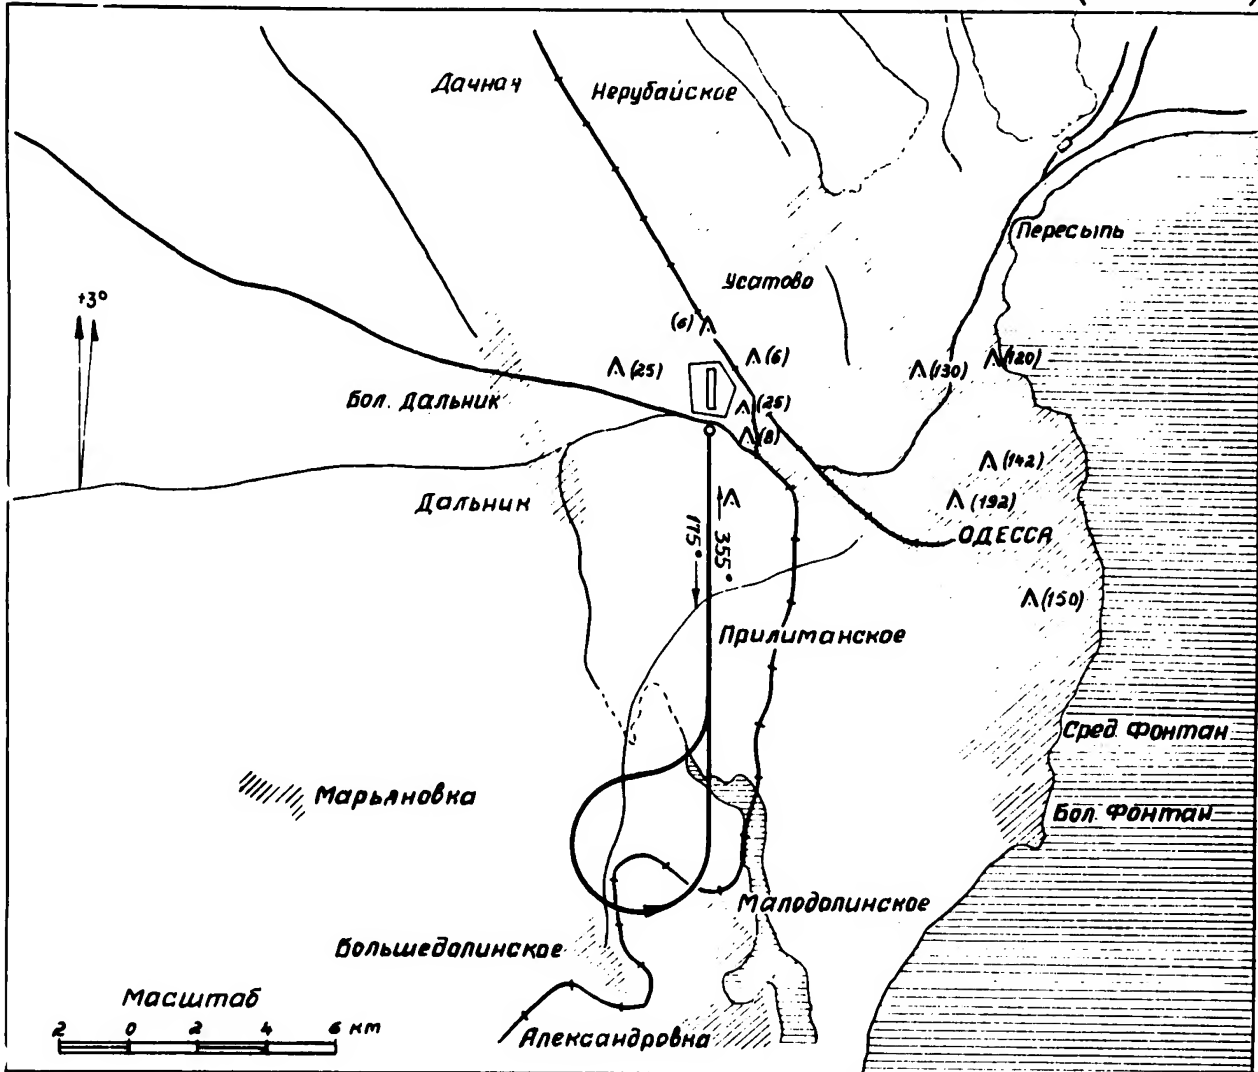 Дачная
Нерубайское
Пересыпь
Усатово
+3°
(6)
(6)
(25)
(130)
(120)
Бол. Дальник
(25)
(8)
(142)
Дальник
(192)
ОДЕССА
175°
355°
(150)
Прилиманское
Сред. Фонтан
Марьяновка
Бол. Фонтан
Малодолинское
Большедолинское
Масштаб
2 0 2 4 6 км
Александровка